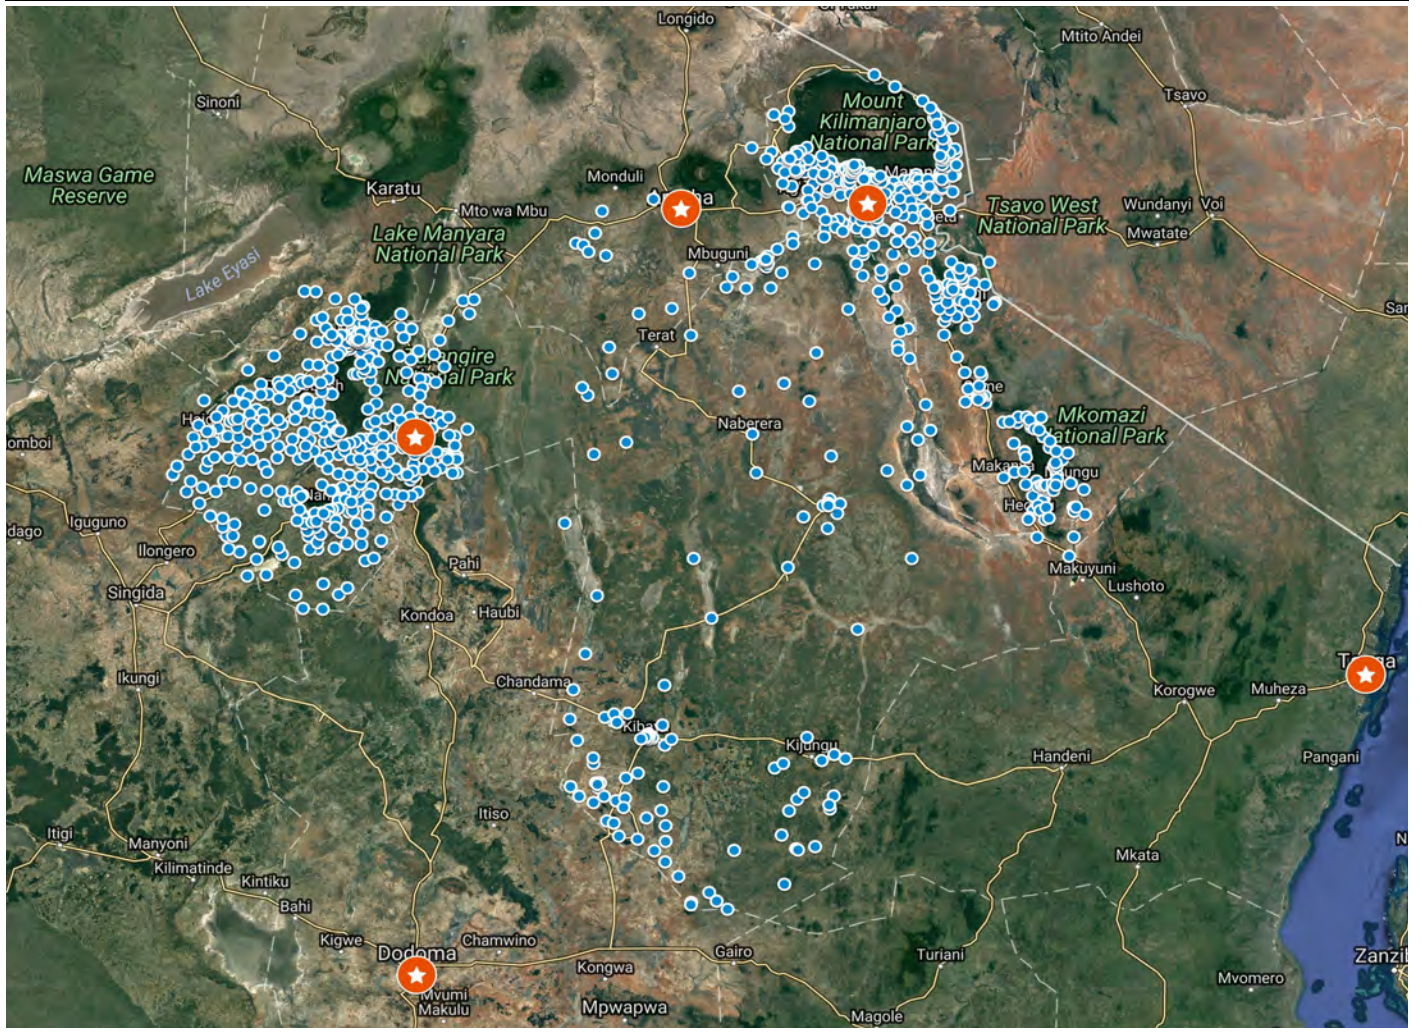 Longido
Mtito Andei
Sinoni
Tsavo
Mount
Kilimanjaro
National Park
Maswa Game
Reserve
Monduli
Karatu
Mto wa Mbu
Tsavo West
National Park
Wundanyi
Voi
Mwatate
Lake Manyara
National Park
Mbuguni
Lake Eyasi
Terat
National Park
Naberera
Mkomazi
National Park
Iguguno
Ilongero
Singida
Pahi
Kondoa
Haubi
Makuyuni
Lushoto
Ikungi
Chandama
Korogwe
Muheza
Kijungu
Handeni
Pangani
Itiso
Itigi
Manyoni
Kilimatinde
Kintiku
Mkata
Bahi
Kigwe
Dodoma
Chamwino
Gairo
Turiani
Kongwa
Mvumi
Makulu
Mpwapwa
Mvomero
Magole